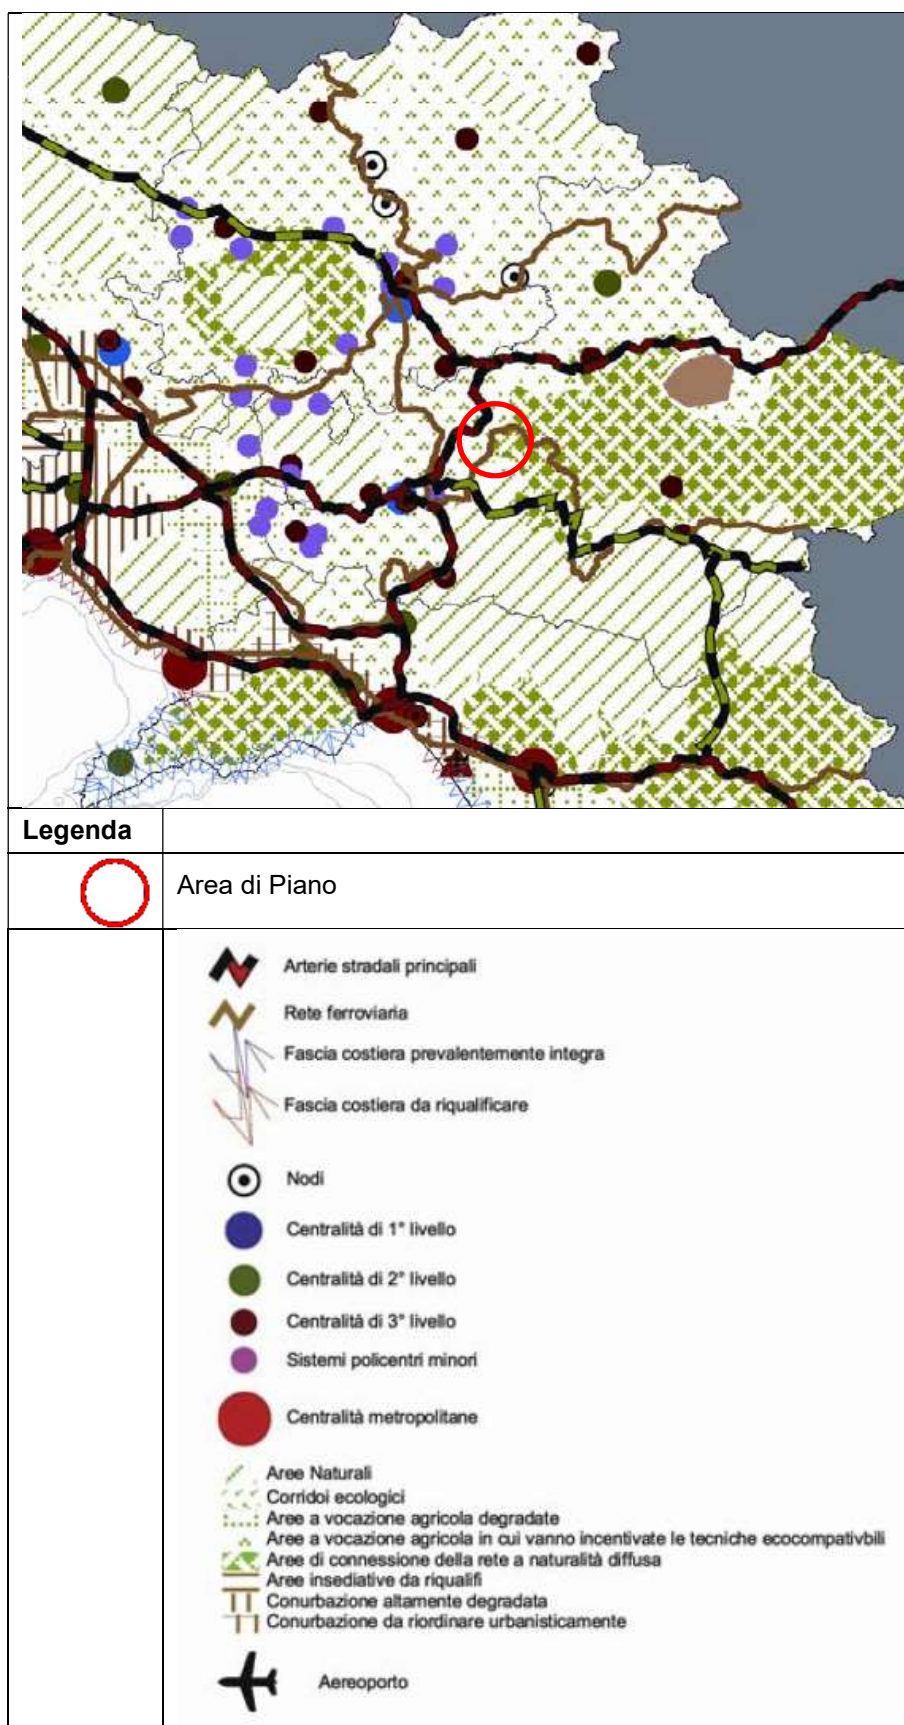 Legenda
Area di Piano
Arterie stradali principali
Rete ferroviaria
Fascia costiera prevalentemente integra
Fascia costiera da riqualificare
Nodi
Centralità di 1° livello
Centralità di 2° livello
Centralità di 3° livello
Sistemi policentri minori
Centralità metropolitane
Aree Naturali
Corridoi ecologici
Aree a vocazione agricola degradate
Aree a vocazione agricola in cui vanno incentivate le tecniche ecocompativbili
Aree di connessione della rete a naturalità diffusa
Aree insediative da riqualifi
Conurbazione altamente degradata
Conurbazione da riordinare urbanisticamente
Aereoporto